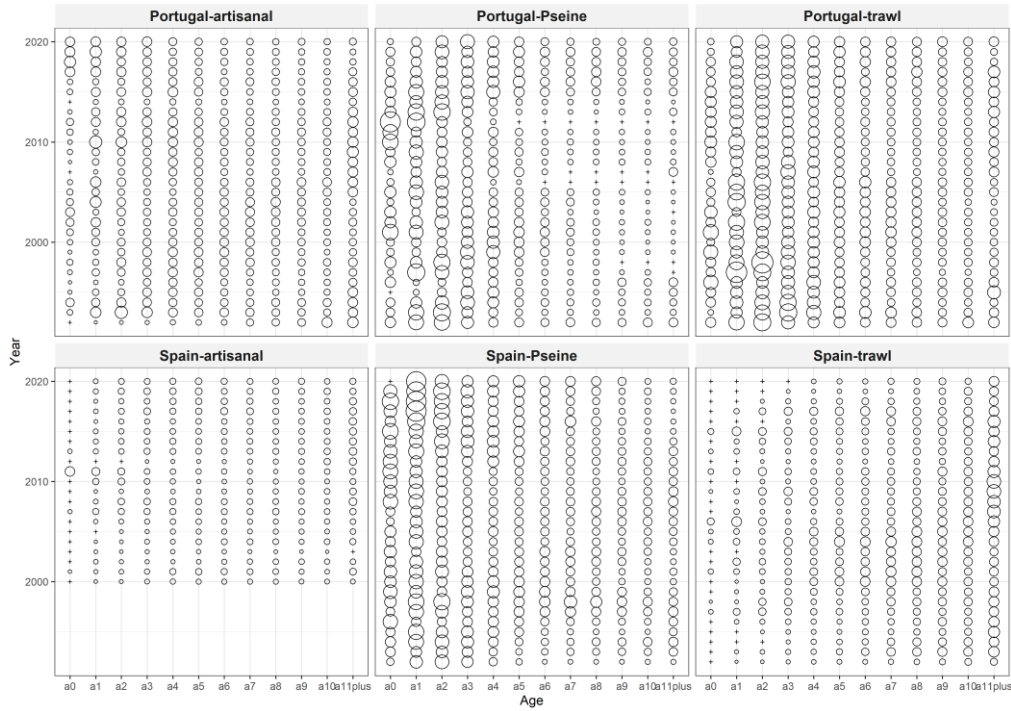 Portugal-artisanal Portugal-Pseine Portugal-trawl
2020
2010
2000
Year
Spain-artisanal Spain-Pseine Spain-trawl
2020
2010
2000
a0 a1 a2 a3 a4 a5 a6 a7 a8 a9 a10 a11plus a0 a1 a2 a3 a4 a5 a6 a7 a8 a9 a10 a11plus a0 a1 a2 a3 a4 a5 a6 a7 a8 a9 a10 a11plus
Age